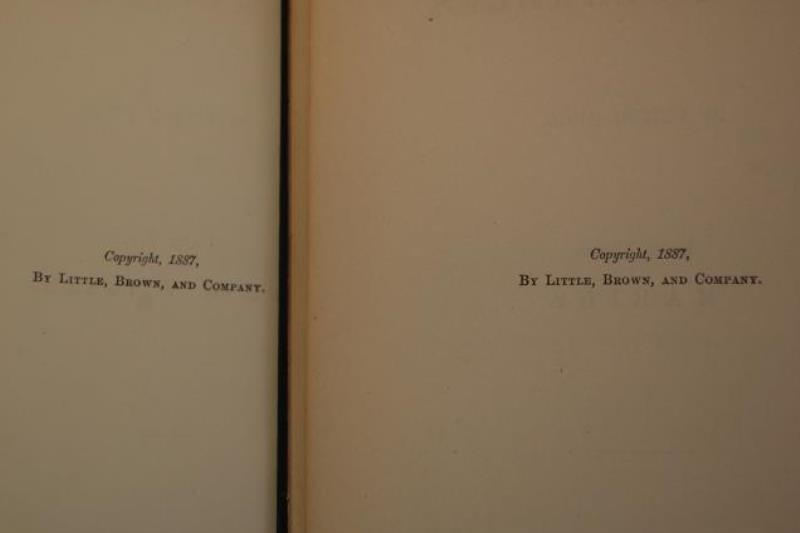 Copyright, 1887,
By Little, Brown, and Company.
Copyright, 1887,
By Little, Brown, and Company.